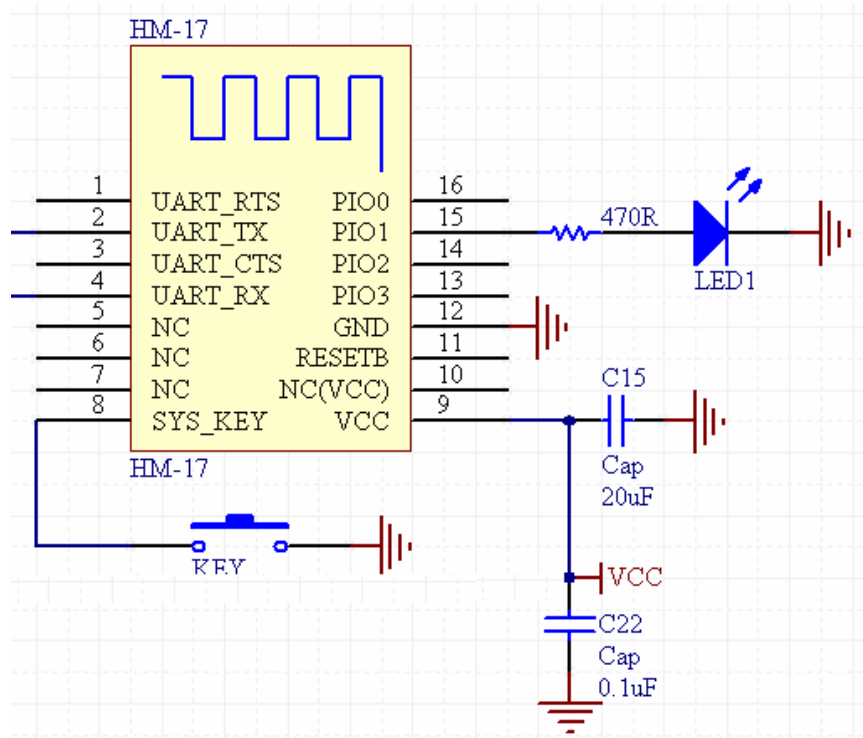 HM-17
1 UART_RTS PIO0 16
2 UART_TX PIO1 15
3 UART_CTS PIO2 14
4 UART_RX PIO3 13
5 NC GND 12
6 NC RESETB 11
7 NC NC(VCC) 10
8 SYS_KEY VCC 9
HM-17
470R
LED1
C15
Cap
20uF
KEY
VCC
C22
Cap
0.1uF